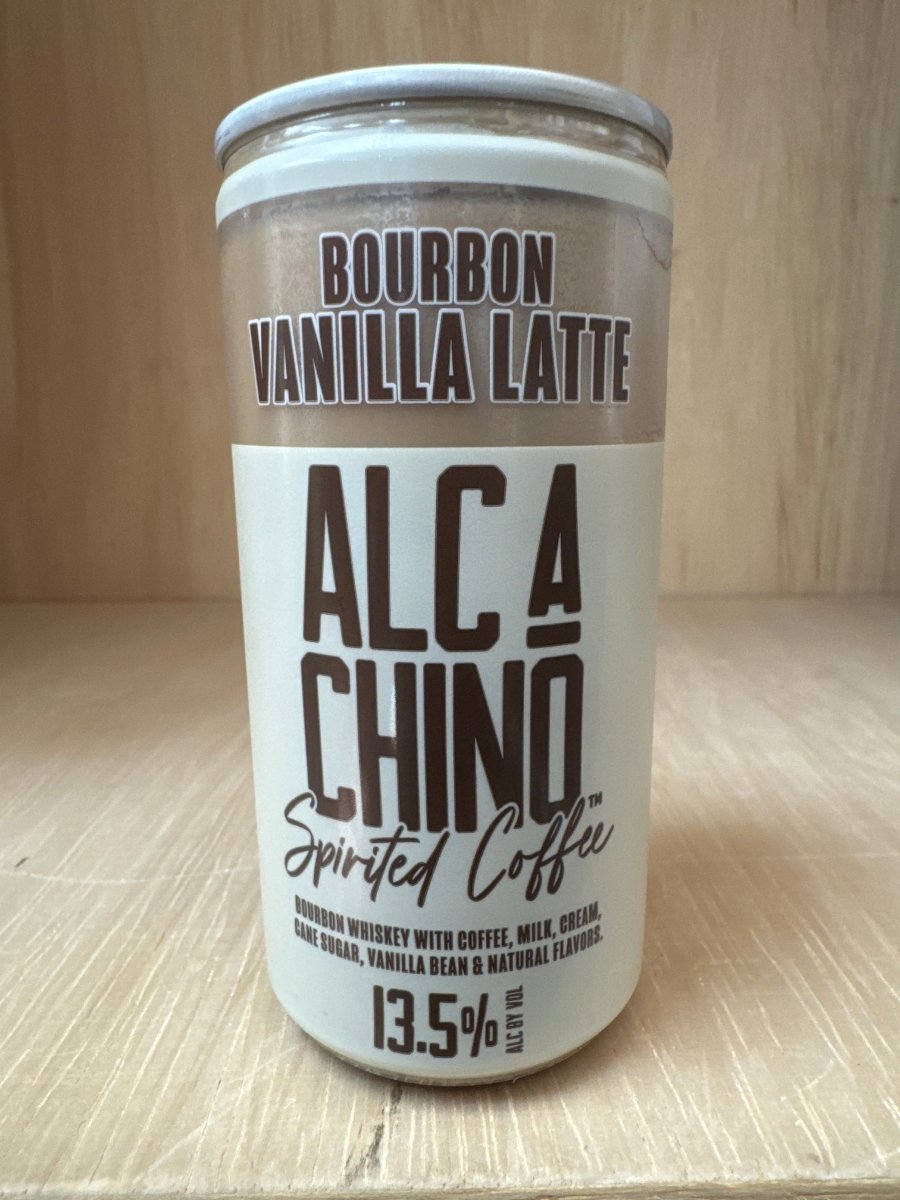 BOURBON
VANILLA LATTE
ALC A
CHINO
Spirited Coffee™
BOURBON WHISKEY WITH COFFEE, MILK, CREAM,
CANE SUGAR, VANILLA BEAN & NATURAL FLAVORS.
13.5% ALC BY VOL